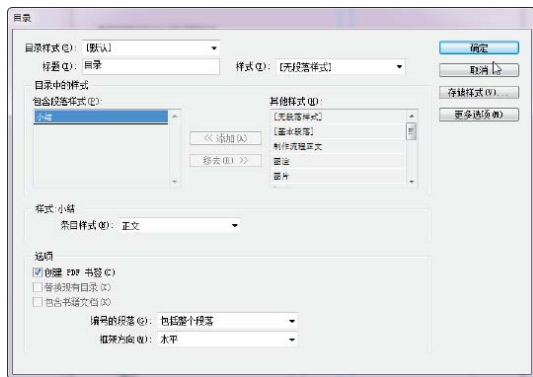 目录
目录样式(S): [默认]
确定
标题(T): 目录
样式(Y): [无段落样式]
取消
目录中的样式
存储样式(V)...
包含段落样式(P):
其他样式(H):
更多选项(M)
小结
[无段落样式]
[基本段落]
<< 添加(A)
制作流程正文
移去(R) >>
图注
图片
样式:小结
条目样式(E): 正文
选项
创建 PDF 书签(C)
替换现有目录(X)
包含书籍文档(K)
编号的段落(G): 包括整个段落
框架方向(W): 水平